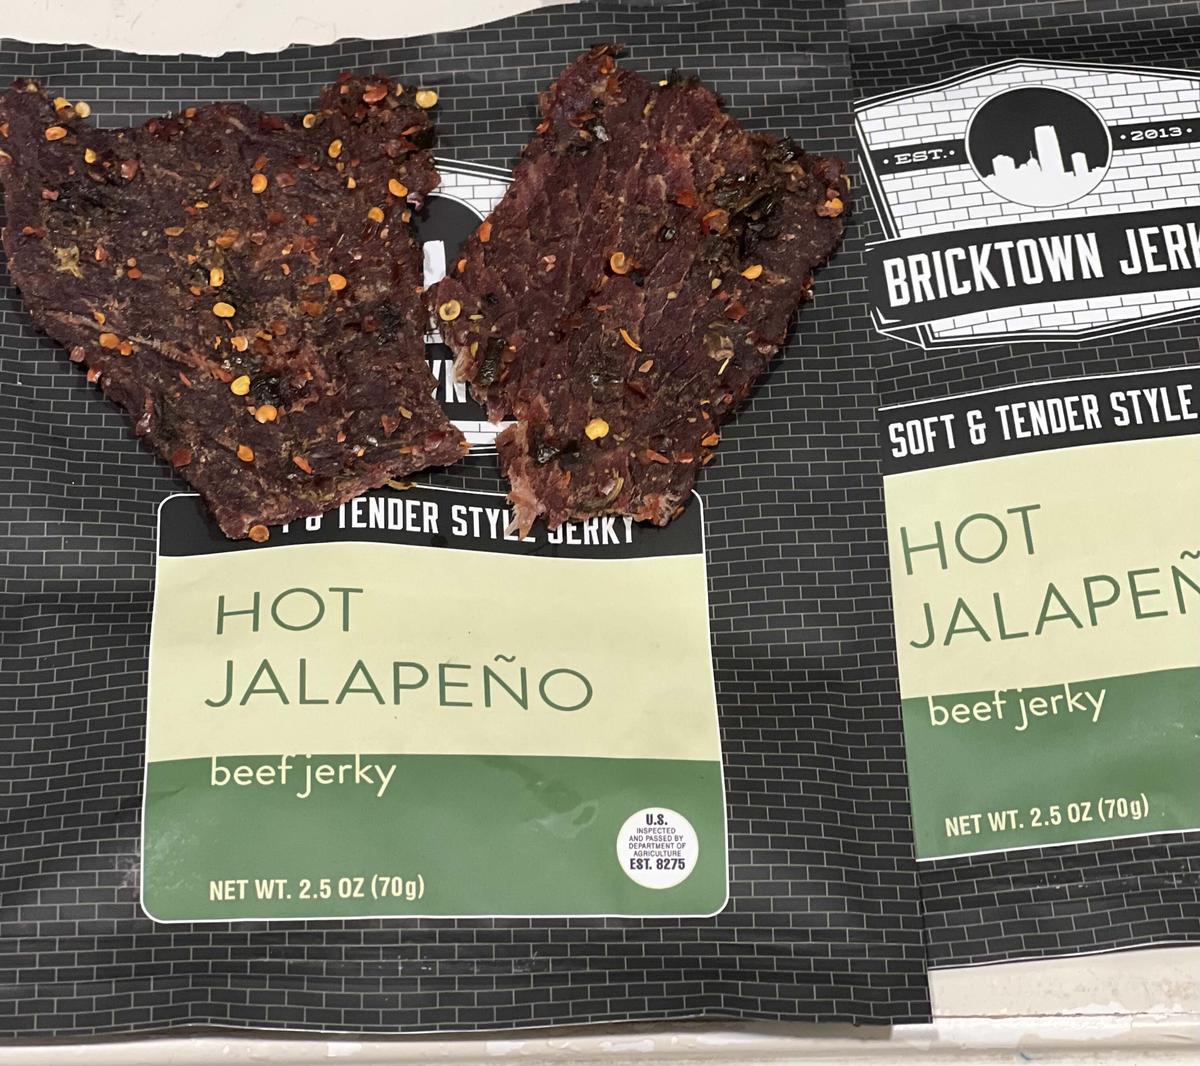 WN
& TENDER STYLE JERKY
HOT
JALAPEÑO
beef jerky
NET WT. 2.5 OZ (70g)
U.S.
INSPECTED
AND PASSED BY
DEPARTMENT OF
AGRICULTURE
EST. 8275
• EST. •
• 2013 •
BRICKTOWN JERK
SOFT & TENDER STYLE
HOT
JALAPEÑ
beef jerky
NET WT. 2.5 OZ (70g)